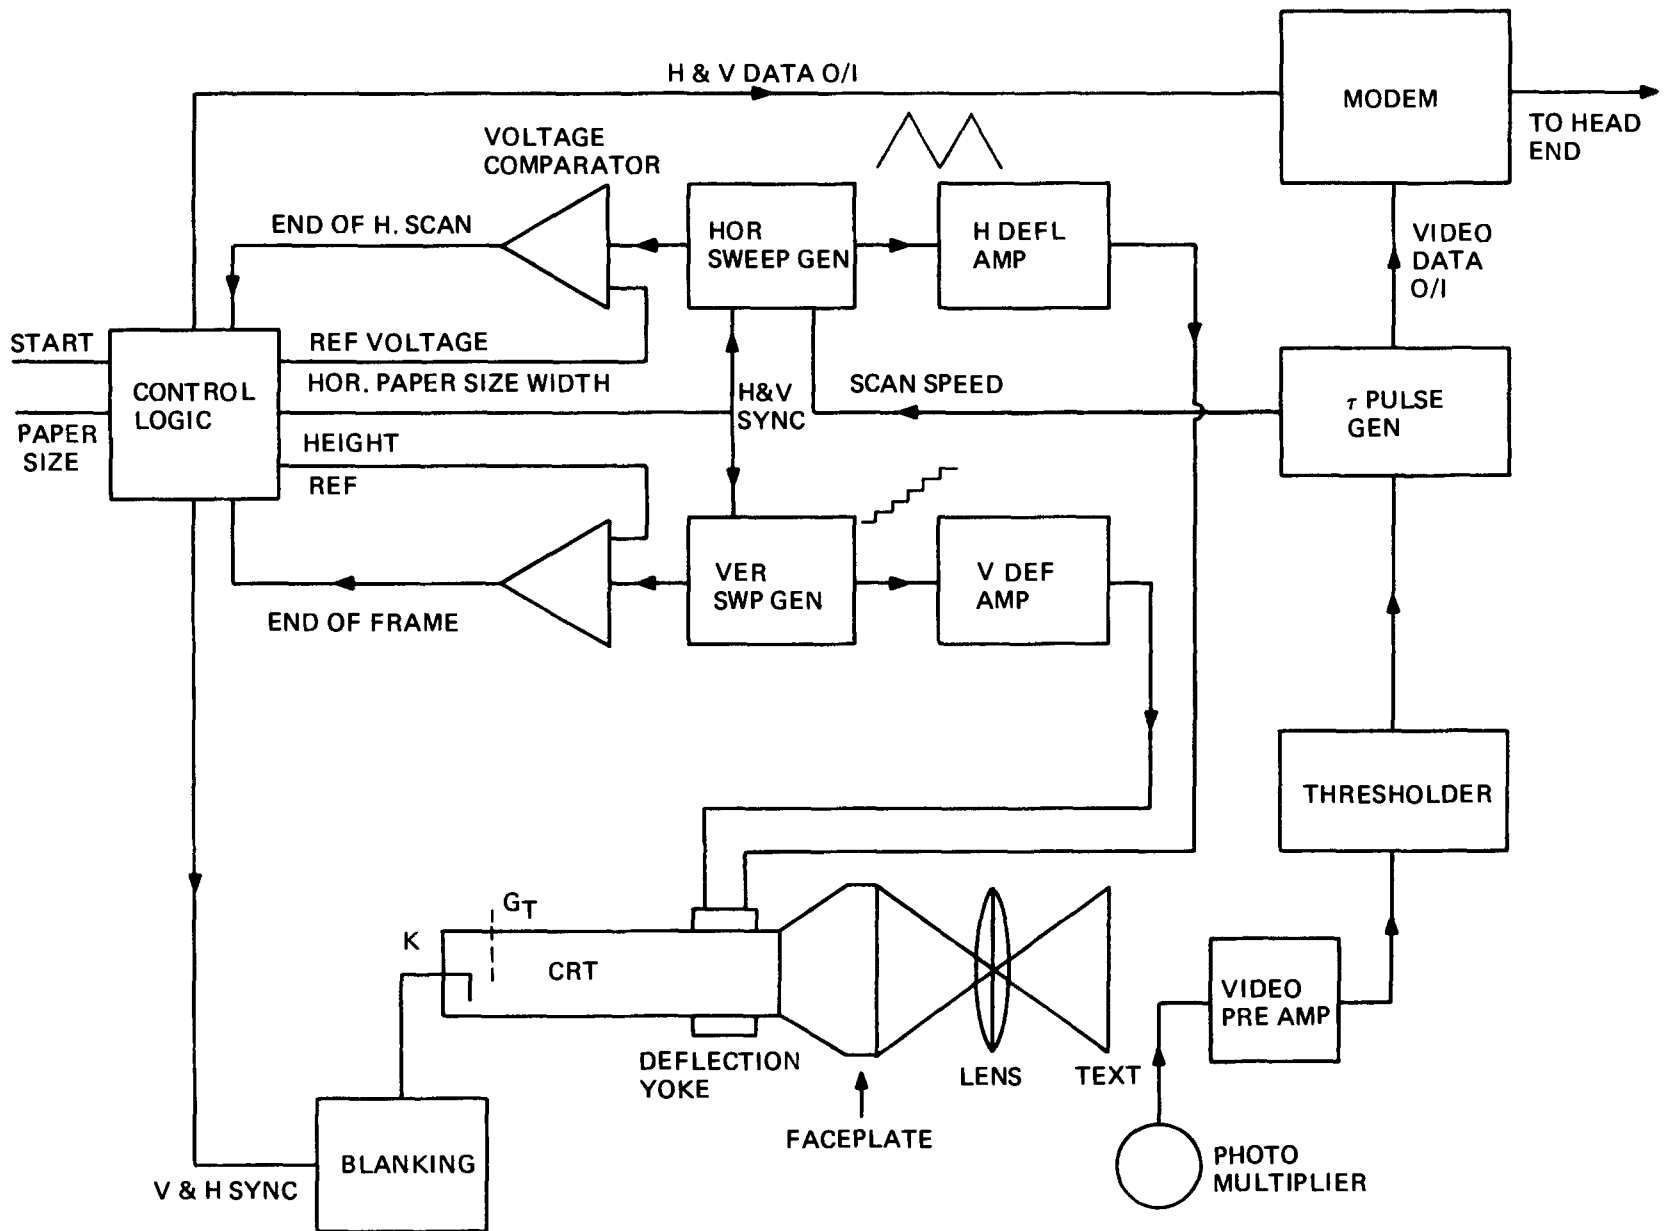 H & V DATA O/I
MODEM
TO HEAD
END
VOLTAGE
COMPARATOR
END OF H. SCAN
HOR
SWEEP GEN
H DEFL
AMP
VIDEO
DATA
O/I
START
REF VOLTAGE
HOR. PAPER SIZE WIDTH
CONTROL
LOGIC
H&V
SYNC
SCAN SPEED
τ PULSE
GEN
PAPER
SIZE
HEIGHT
REF
VER
SWP GEN
V DEF
AMP
END OF FRAME
THRESHOLDER
GT
K
CRT
VIDEO
PRE AMP
DEFLECTION
YOKE
LENS
TEXT
FACEPLATE
BLANKING
PHOTO
MULTIPLIER
V & H SYNC